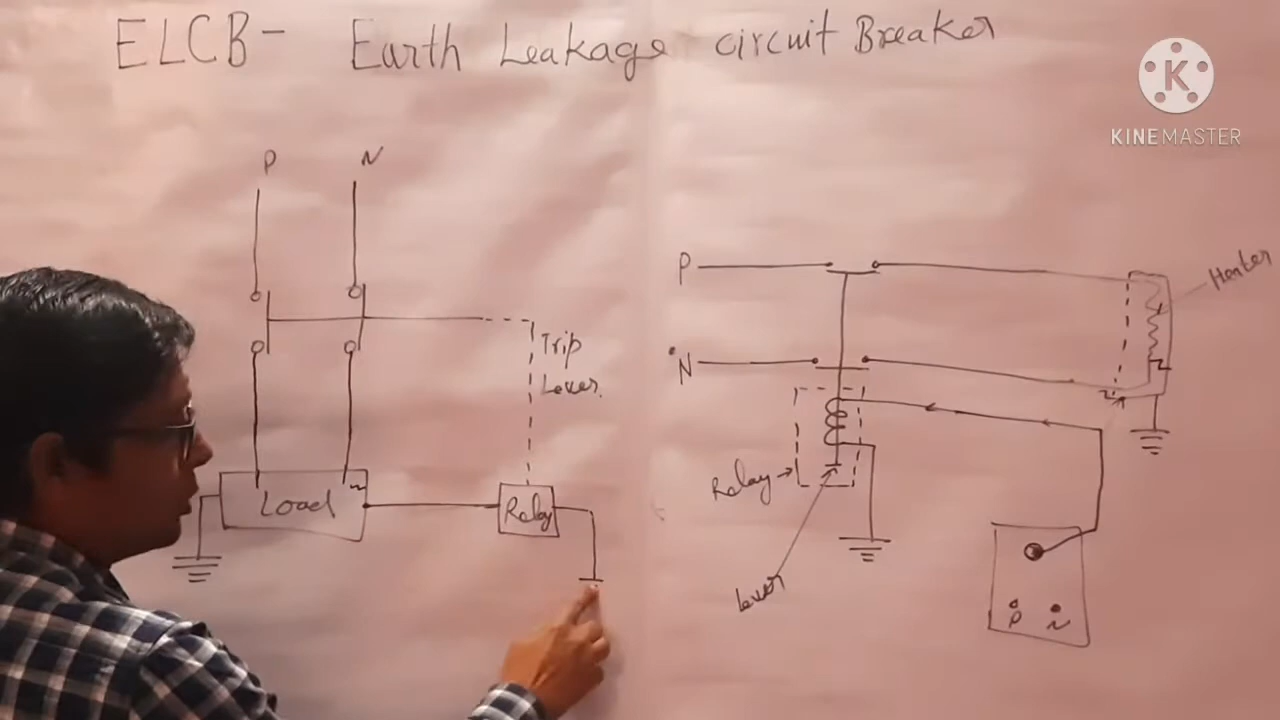 ELCB - Earth Leakage circuit Breaker
K
KINEMASTER
P N
Trip
Lever.
Load
Relay
P
N
Heater
Relay
Lever
P N